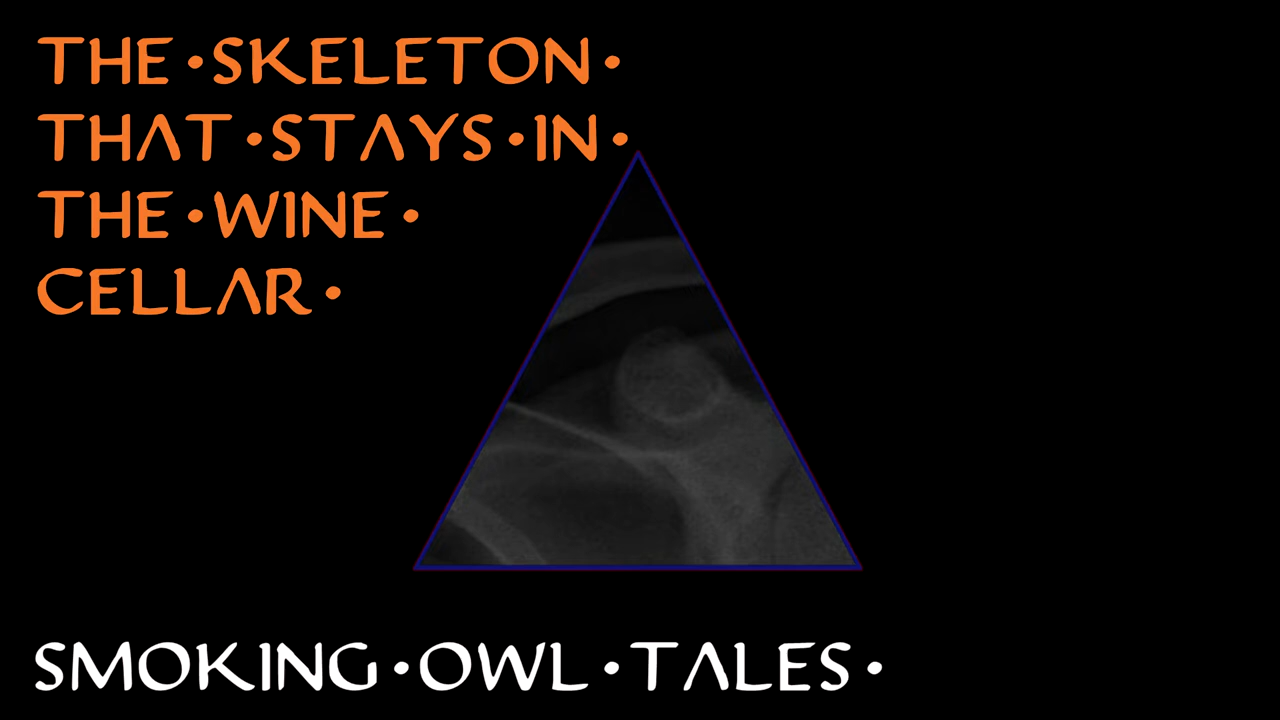 THE·SKELETON·
THAT·STAYS·IN·
THE·WINE·
CELLAR·
SMOKING·OWL·TALES·